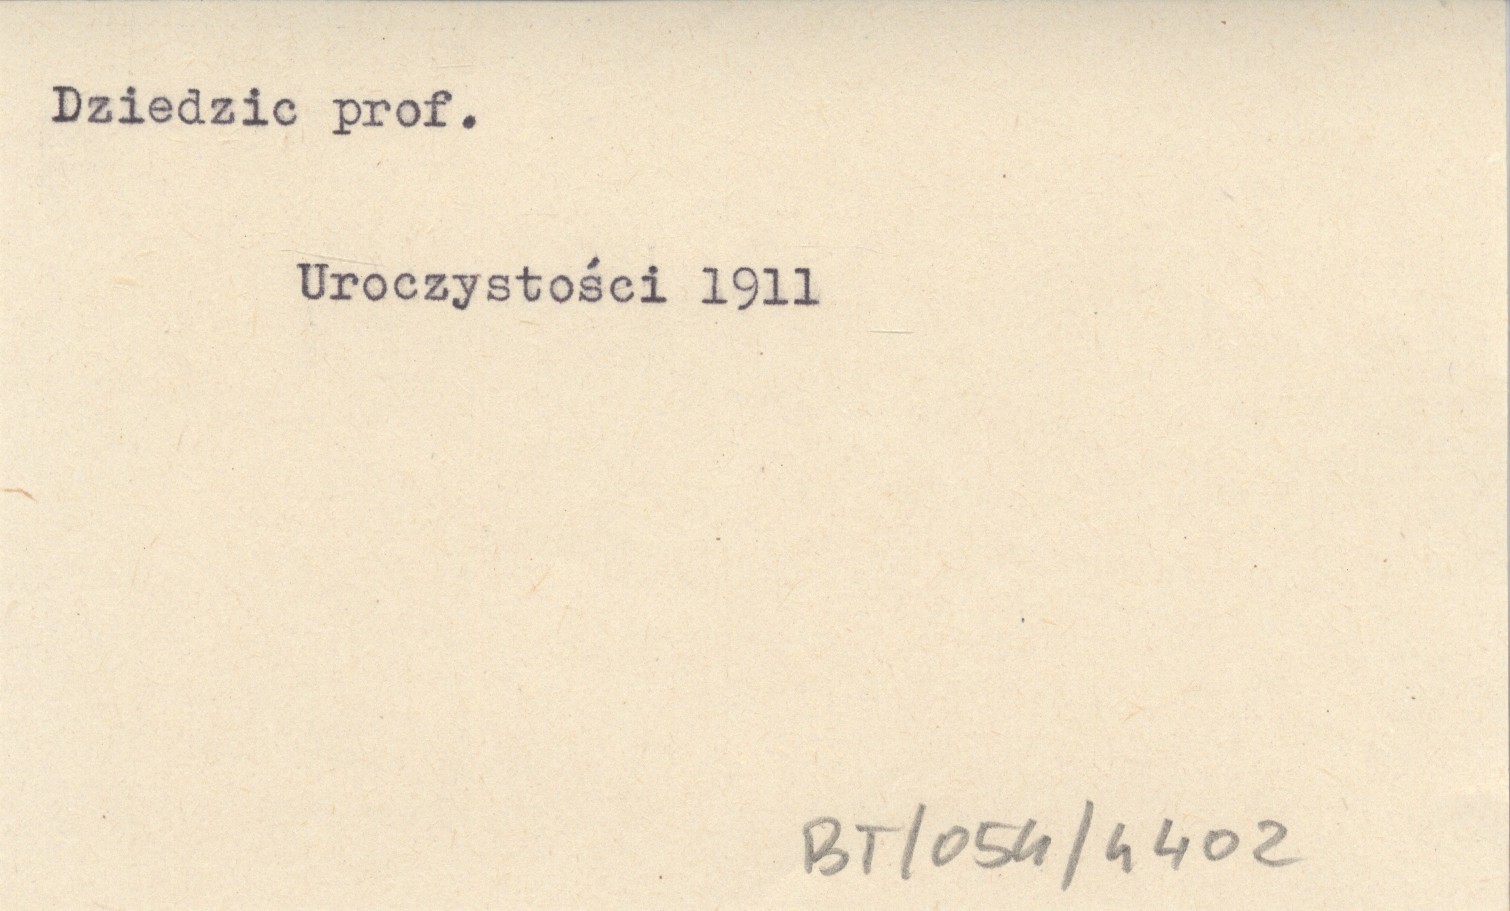 Dziedzic prof.
Uroczystości 1911
BT/054/4402